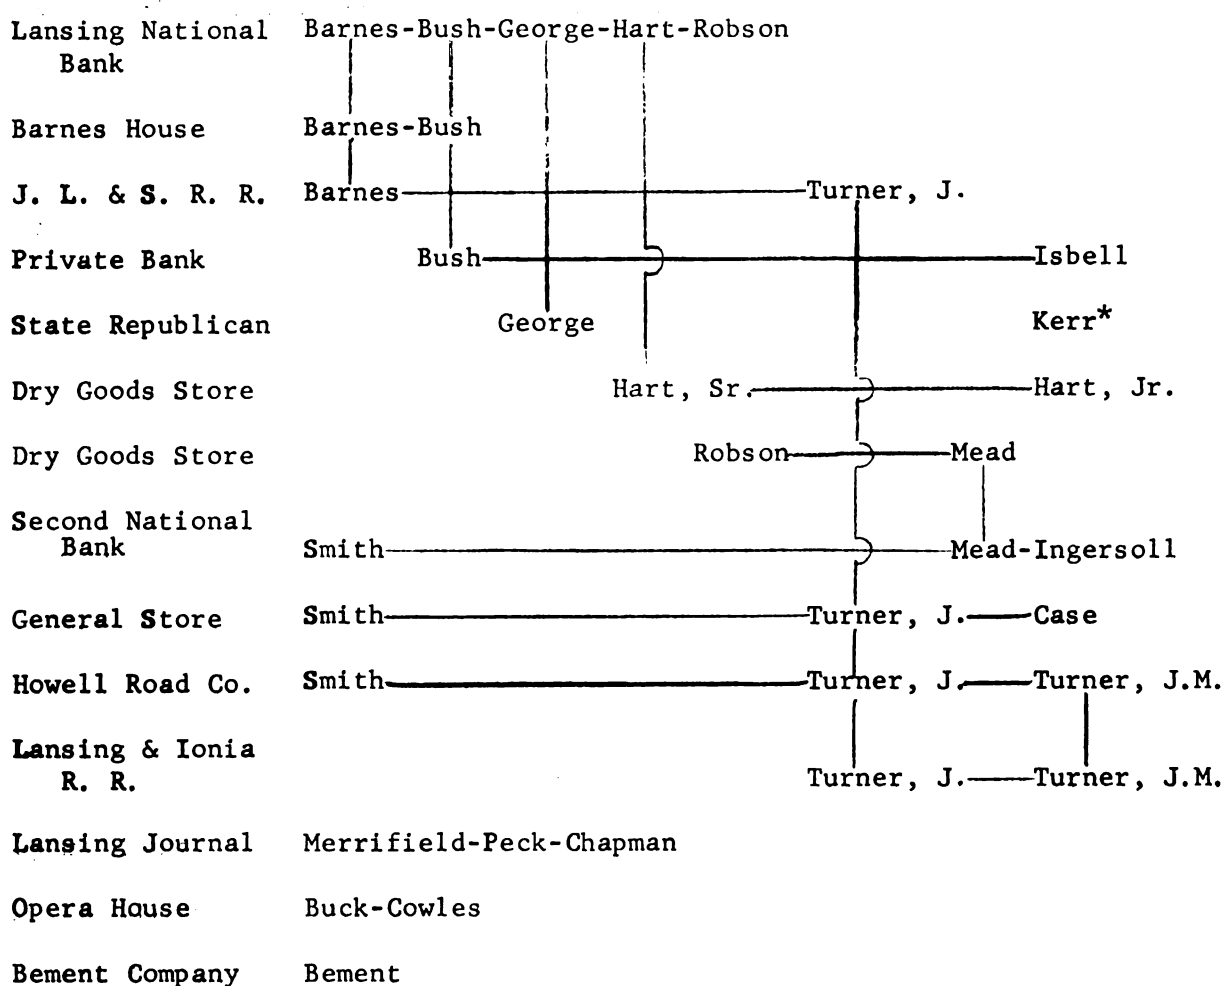 Lansing National Barnes-Bush-George-Hart-Robson
Bank
Barnes House Barnes-Bush
J. L. & S. R. R. Barnes Turner, J.
Private Bank Bush Isbell
State Republican George Kerr*
Dry Goods Store Hart, Sr. Hart, Jr.
Dry Goods Store Robson Mead
Second National
Bank Smith Mead-Ingersoll
General Store Smith Turner, J. Case
Howell Road Co. Smith Turner, J. Turner, J.M.
Lansing & Ionia
R. R. Turner, J. Turner, J.M.
Lansing Journal Merrifield-Peck-Chapman
Opera House Buck-Cowles
Bement Company Bement